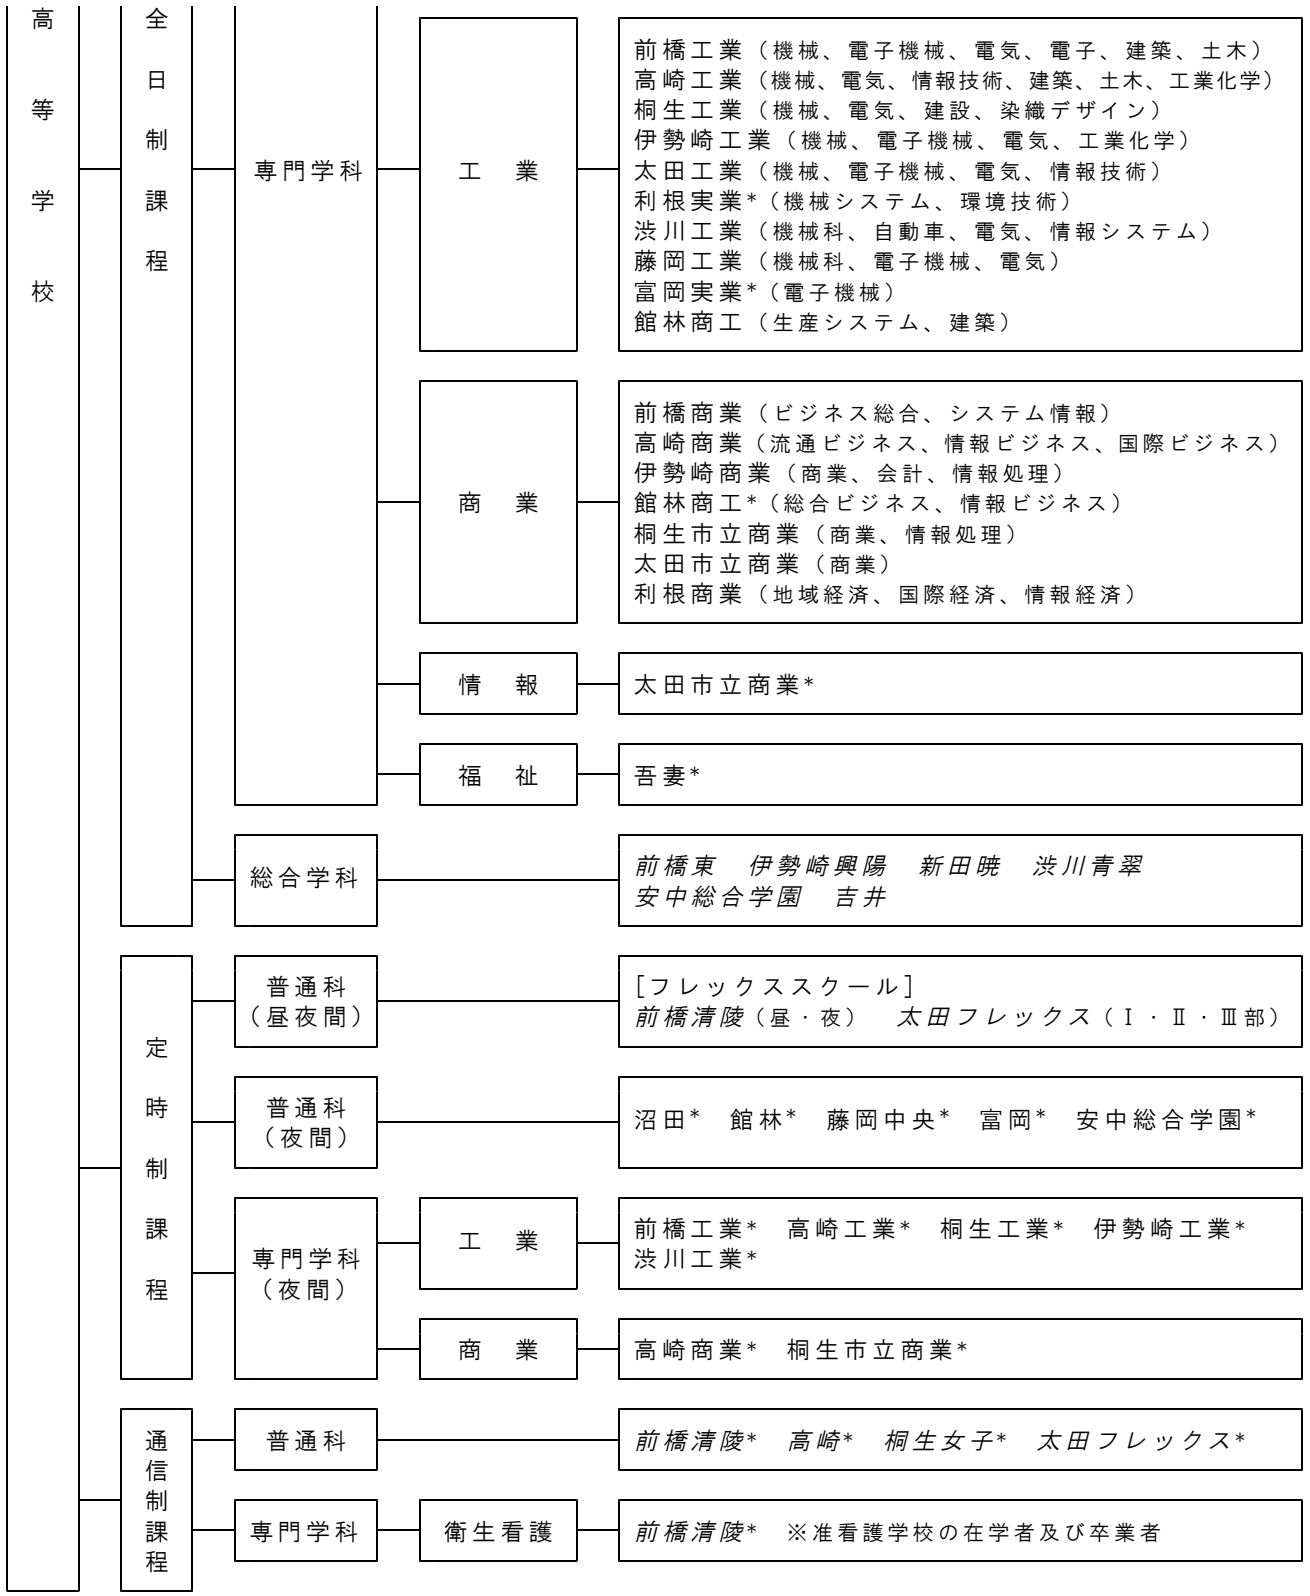 高等学校
全日制課程
専門学科
工　業
前橋工業（機械、電子機械、電気、電子、建築、土木）
高崎工業（機械、電気、情報技術、建築、土木、工業化学）
桐生工業（機械、電気、建設、染織デザイン）
伊勢崎工業（機械、電子機械、電気、工業化学）
太田工業（機械、電子機械、電気、情報技術）
利根実業*（機械システム、環境技術）
渋川工業（機械科、自動車、電気、情報システム）
藤岡工業（機械科、電子機械、電気）
富岡実業*（電子機械）
館林商工（生産システム、建築）
商　業
前橋商業（ビジネス総合、システム情報）
高崎商業（流通ビジネス、情報ビジネス、国際ビジネス）
伊勢崎商業（商業、会計、情報処理）
館林商工*（総合ビジネス、情報ビジネス）
桐生市立商業（商業、情報処理）
太田市立商業（商業）
利根商業（地域経済、国際経済、情報経済）
情　報
太田市立商業*
福　祉
吾妻*
総合学科
前橋東　伊勢崎興陽　新田暁　渋川青翠
安中総合学園　吉井
定時制課程
普通科
（昼夜間）
[フレックススクール]
前橋清陵（昼・夜）　太田フレックス（Ⅰ・Ⅱ・Ⅲ部）
普通科
（夜間）
沼田*　館林*　藤岡中央*　富岡*　安中総合学園*
専門学科
（夜間）
工　業
前橋工業*　高崎工業*　桐生工業*　伊勢崎工業*
渋川工業*
商　業
高崎商業*　桐生市立商業*
通信制課程
普通科
前橋清陵*　高崎*　桐生女子*　太田フレックス*
専門学科
衛生看護
前橋清陵*　※准看護学校の在学者及び卒業者